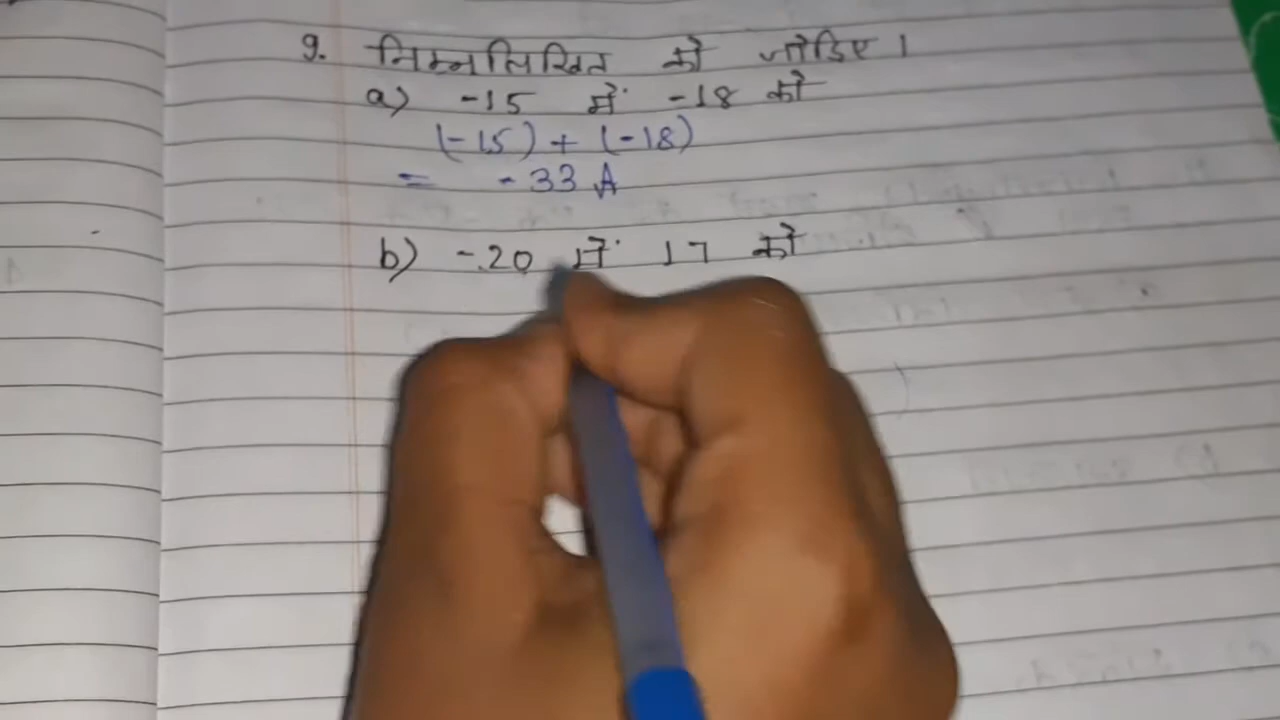 9. निम्नलिखित को जोडिए ।
a) -15 में -18 को
(-15) + (-18)
= -33 A
b) -20 में 17 को